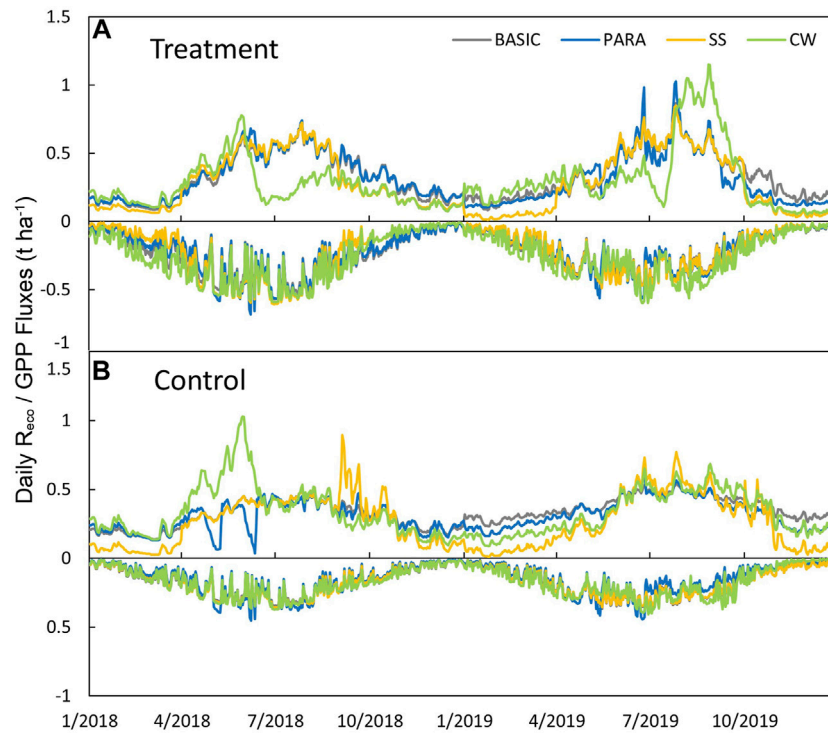 1.5
A
Treatment
BASIC PARA SS CW
1
0.5
0
-0.5
-1
Daily Reco / GPP Fluxes (t ha-1)
1.5
B
Control
1
0.5
0
0.5
-1
1/2018 4/2018 7/2018 10/2018 1/2019 4/2019 7/2019 10/2019